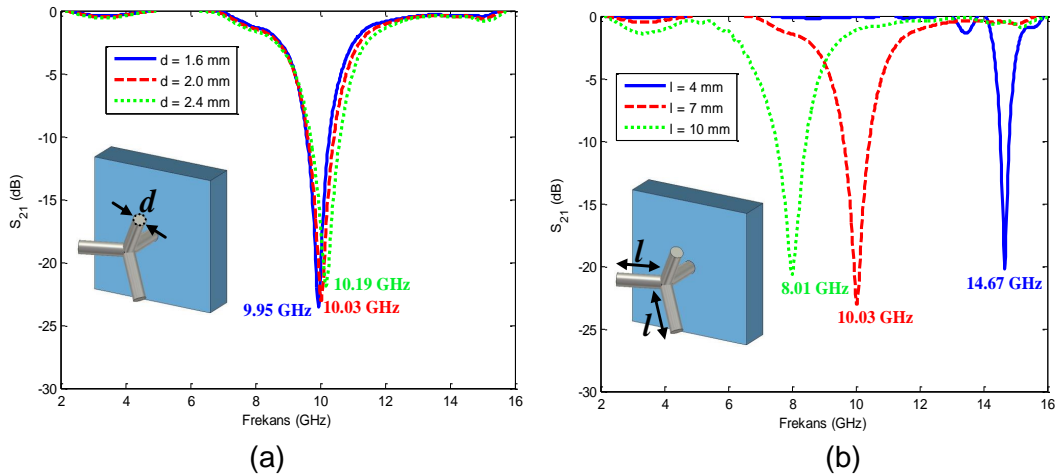 0
-5
-10
-15
-20
-25
-30
S21 (dB)
d = 1.6 mm
d = 2.0 mm
d = 2.4 mm
d
10.19 GHz
9.95 GHz
10.03 GHz
2 4 6 8 10 12 14 16
Frekans (GHz)
(a)
0
-5
-10
-15
-20
-25
-30
S21 (dB)
l = 4 mm
l = 7 mm
l = 10 mm
l
l
8.01 GHz
14.67 GHz
10.03 GHz
2 4 6 8 10 12 14 16
Frekans (GHz)
(b)